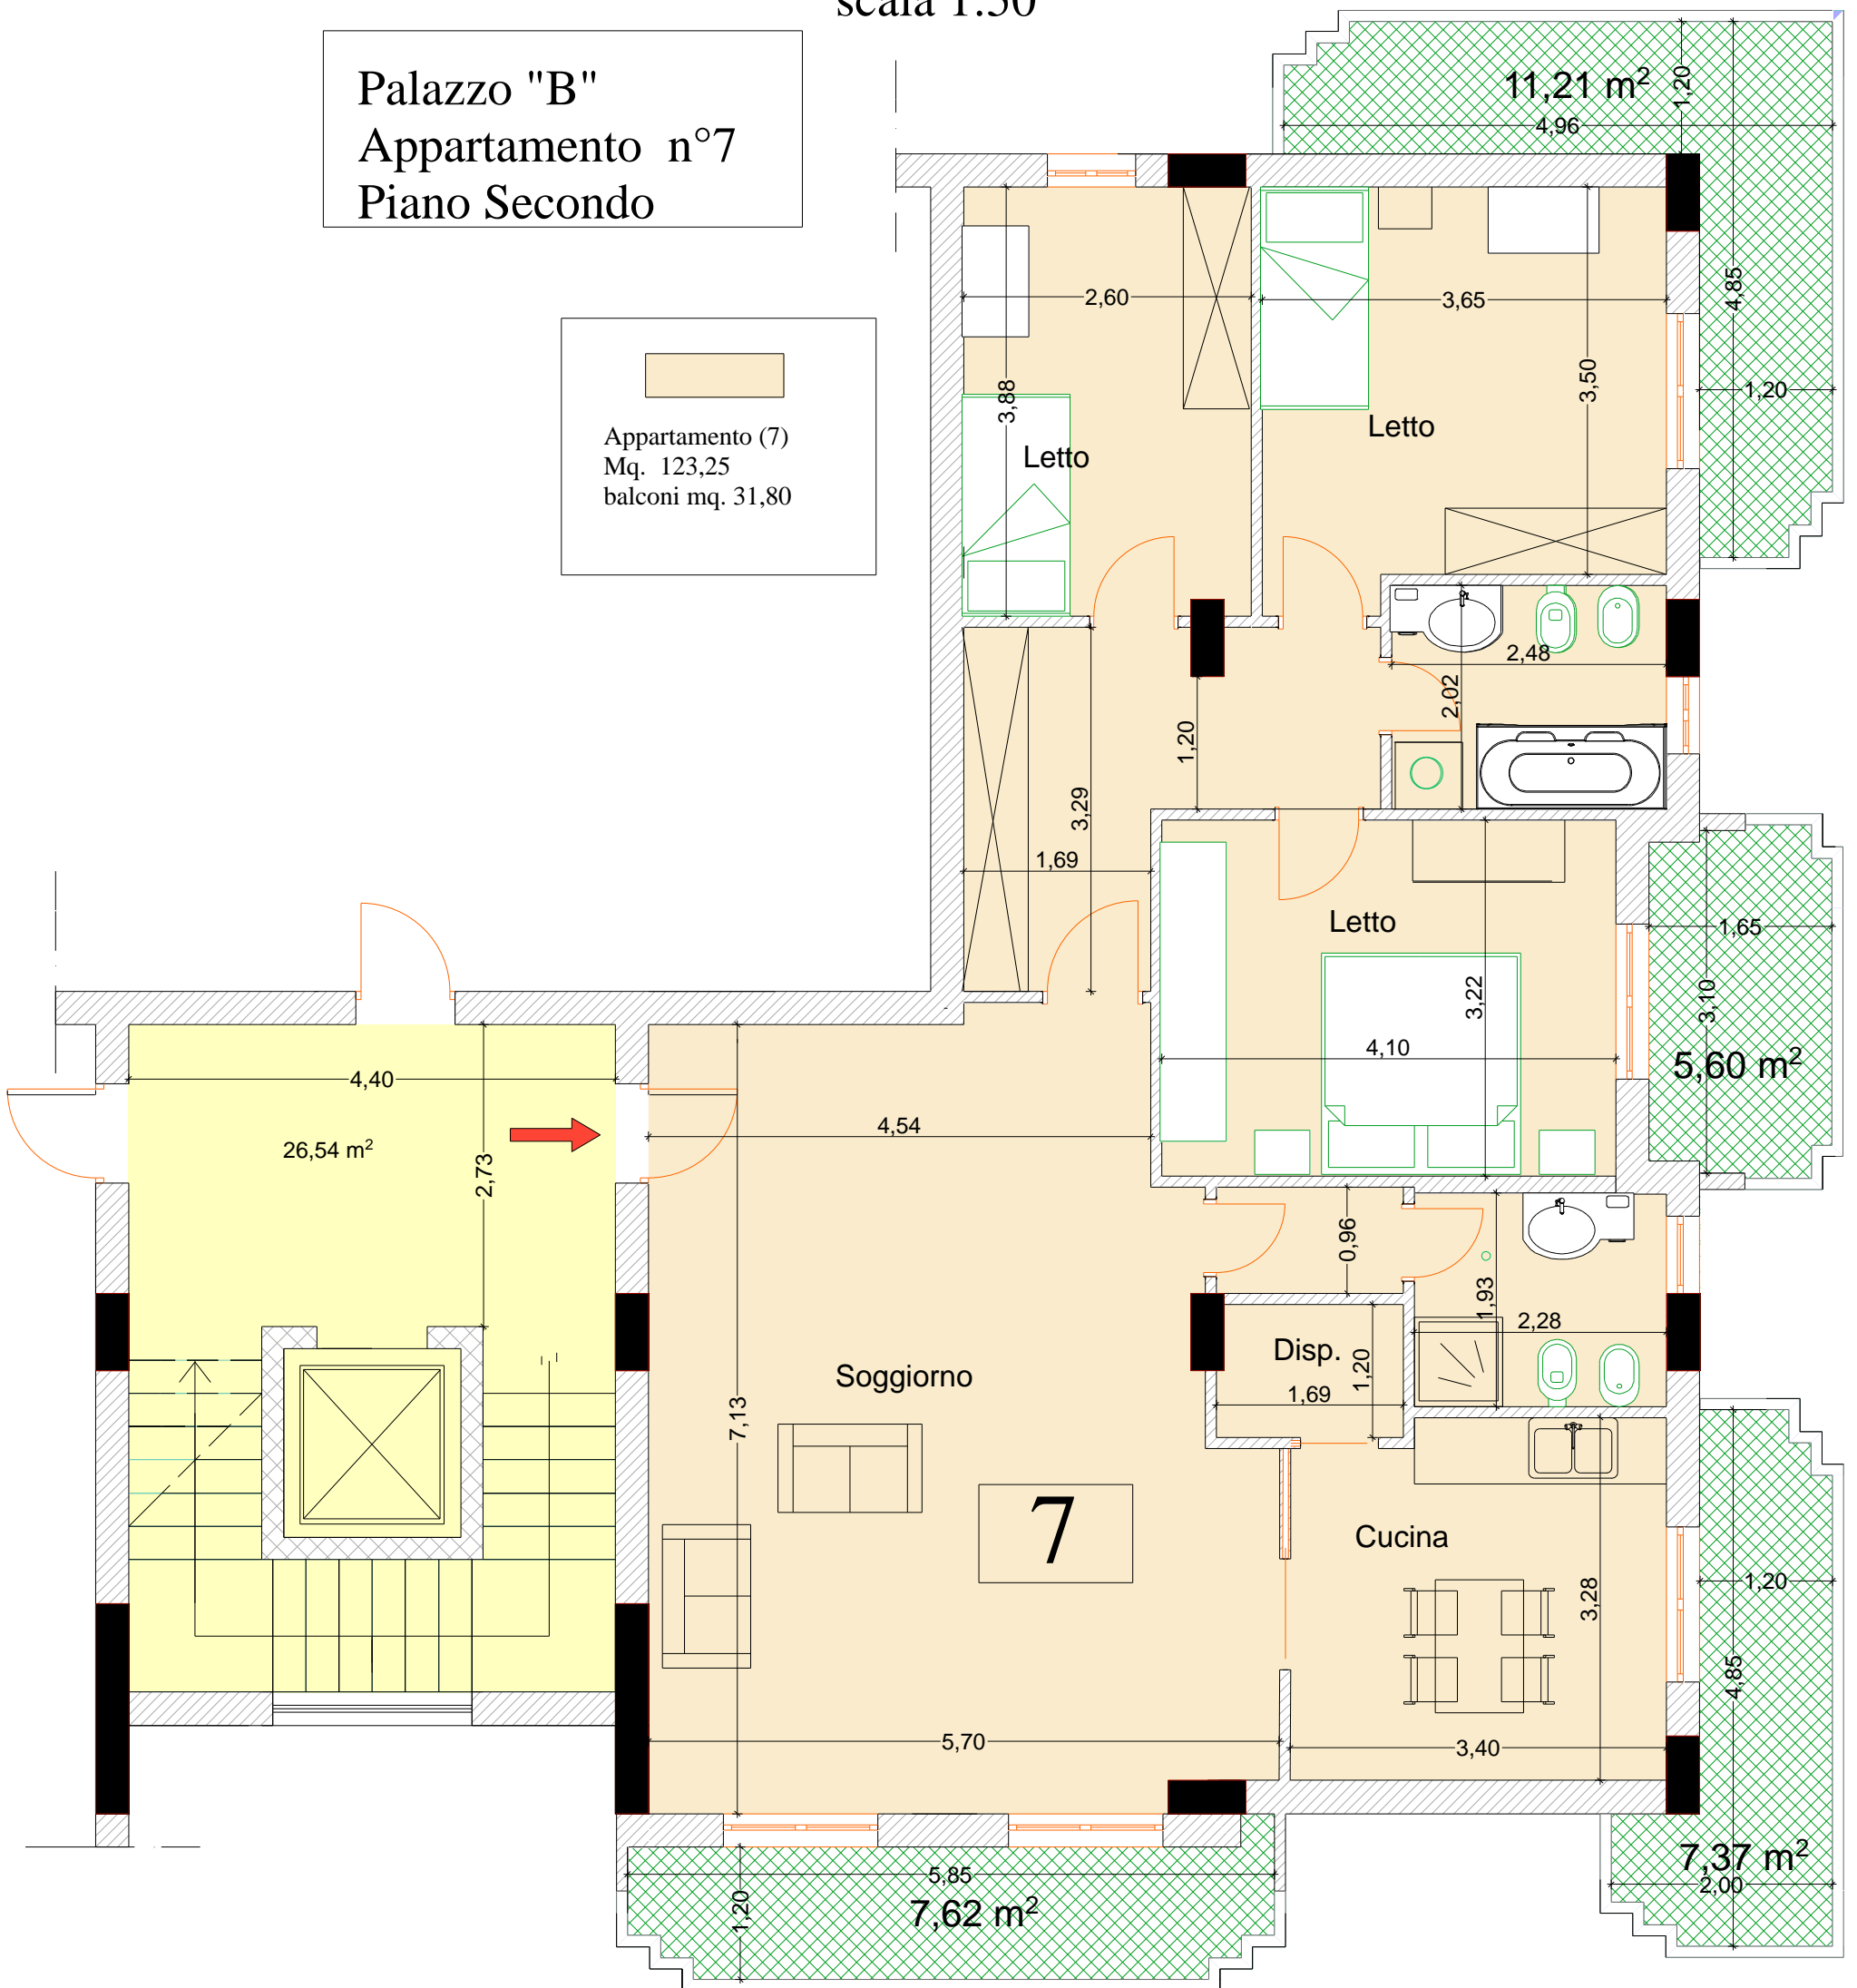 scala 1:50
Palazzo "B"
Appartamento n°7
Piano Secondo
Appartamento (7)
Mq. 123,25
balconi mq. 31,80
11,21 m²
1,20
4,96
4,85
1,20
2,60
3,88
Letto
3,65
3,50
Letto
2,48
2,02
1,20
3,29
1,69
Letto
3,22
4,10
1,65
3,10
5,60 m²
4,40
26,54 m²
2,73
4,54
0,96
1,93
2,28
Disp.
1,20
1,69
Soggiorno
7,13
7
Cucina
3,28
1,20
4,85
5,70
3,40
7,37 m²
2,00
5,85
1,20
7,62 m²